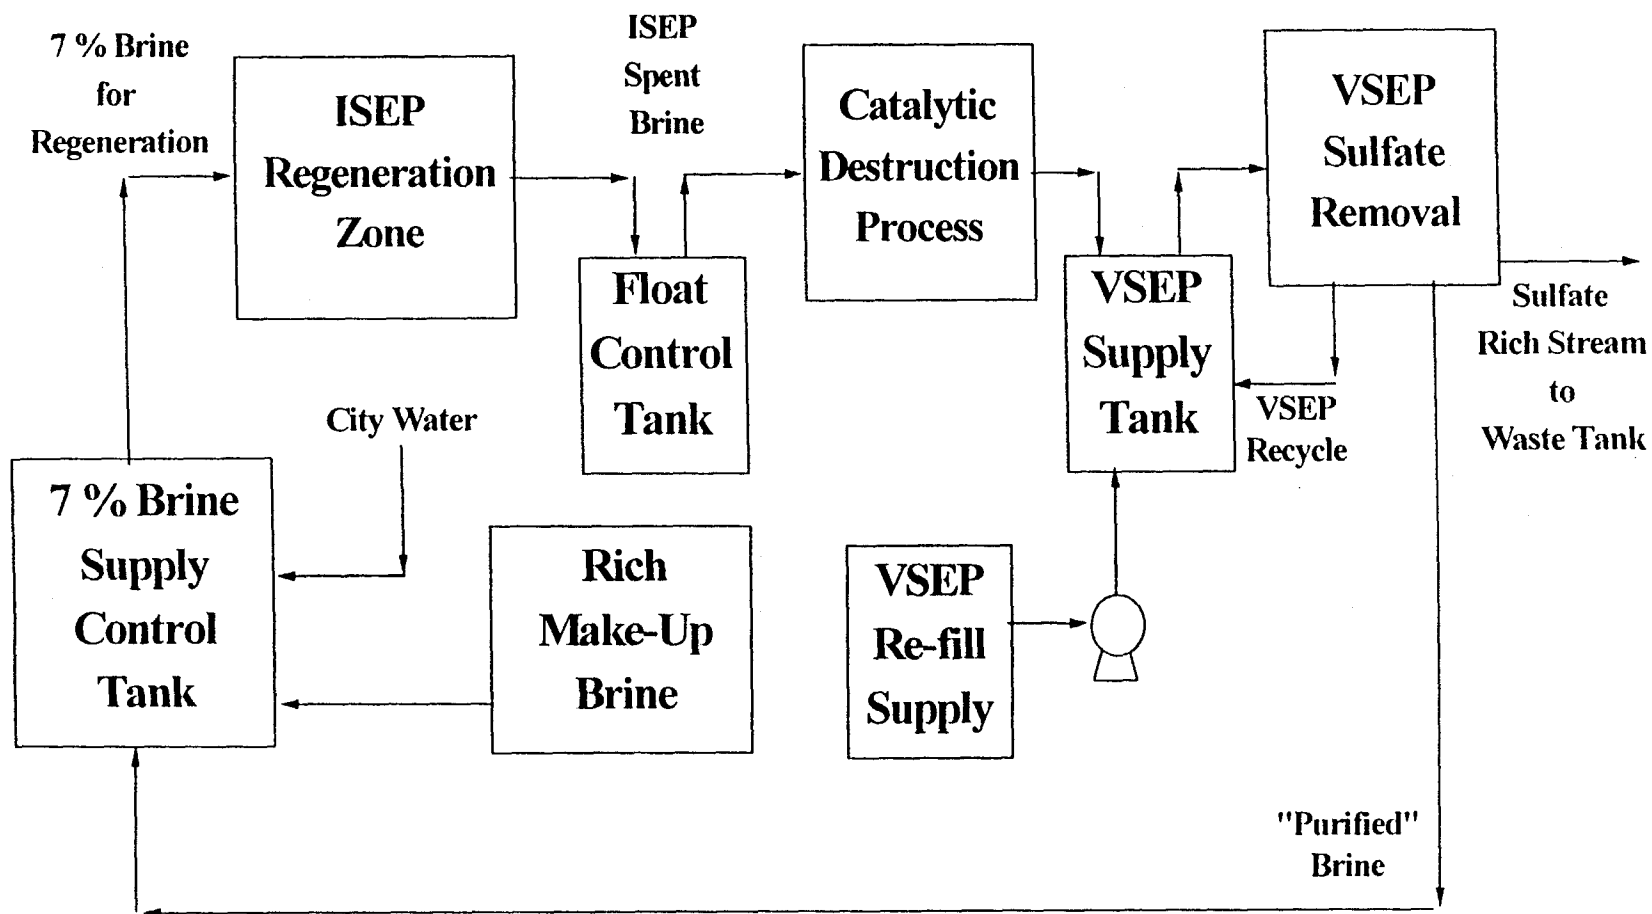 7 % Brine
for
Regeneration
ISEP
Regeneration
Zone
ISEP
Spent
Brine
Float
Control
Tank
Catalytic
Destruction
Process
VSEP
Supply
Tank
VSEP
Sulfate
Removal
Sulfate
Rich Stream
to
Waste Tank
VSEP
Recycle
City Water
7 % Brine
Supply
Control
Tank
Rich
Make-Up
Brine
VSEP
Re-fill
Supply
"Purified"
Brine